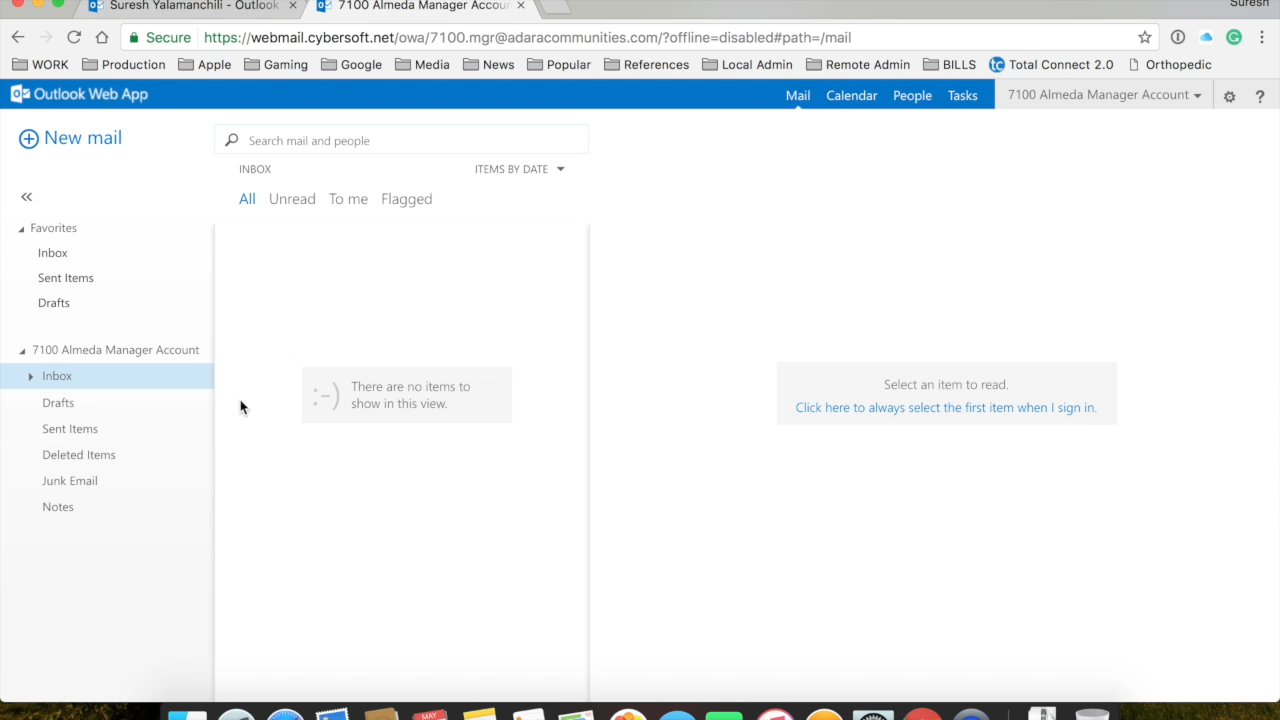 Suresh Yalamanchili - Outlook ×
7100 Almeda Manager Accoun ×
Suresh
Secure https://webmail.cybersoft.net/owa/7100.mgr@adaracommunities.com/?offline=disabled#path=/mail
WORK Production Apple Gaming Google Media News Popular References Local Admin Remote Admin BILLS tc Total Connect 2.0 Orthopedic
Outlook Web App
Mail Calendar People Tasks 7100 Almeda Manager Account ?
New mail
Search mail and people
INBOX ITEMS BY DATE
All Unread To me Flagged
Favorites
Inbox
Sent Items
Drafts
7100 Almeda Manager Account
Inbox
Drafts
Sent Items
Deleted Items
Junk Email
Notes
:-) There are no items to
show in this view.
Select an item to read.
Click here to always select the first item when I sign in.
MAY